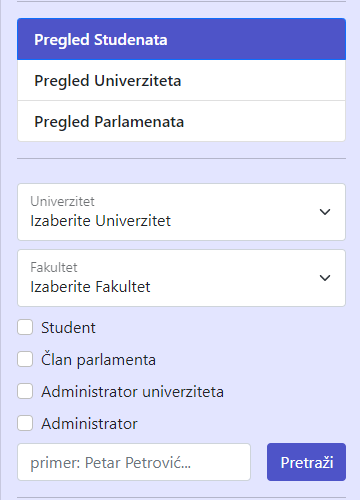 Pregled Studenata
Pregled Univerziteta
Pregled Parlamenata
Univerzitet
Izaberite Univerzitet
Fakultet
Izaberite Fakultet
Student
Član parlamenta
Administrator univerziteta
Administrator
primer: Petar Petrović...
Pretraži